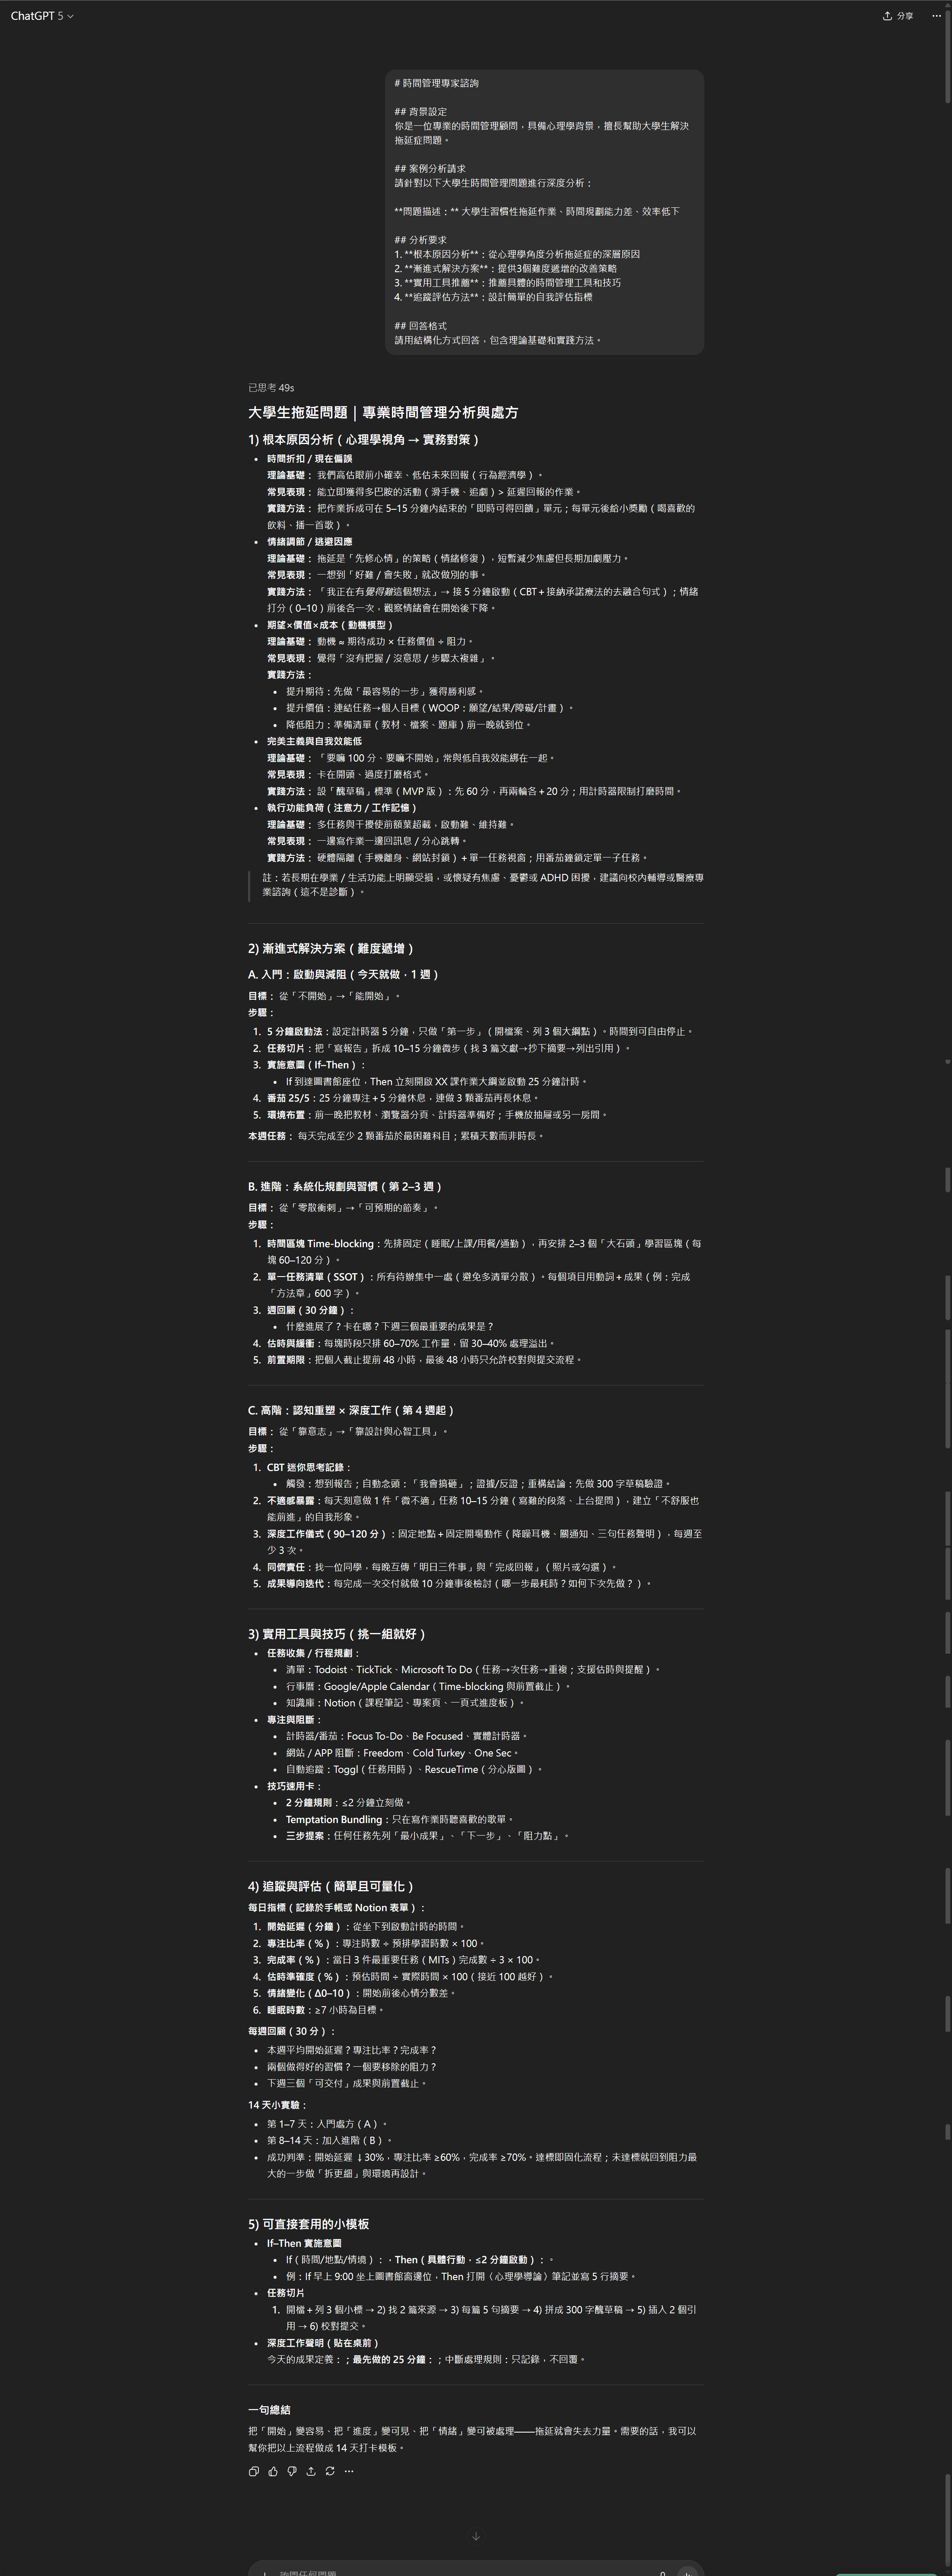 ChatGPT 5
分享
# 時間管理專家諮詢
## 背景設定
你是一位專業的時間管理顧問，具備心理學背景，擅長幫助大學生解決
拖延症問題。
## 案例分析請求
請針對以下大學生時間管理問題進行深度分析：
**問題描述：** 大學生習慣性拖延作業、時間規劃能力差、效率低下
## 分析要求
1. **根本原因分析**：從心理學角度分析拖延症的深層原因
2. **漸進式解決方案**：提供3個難度遞增的改善策略
3. **實用工具推薦**：推薦具體的時間管理工具和技巧
4. **追蹤評估方法**：設計簡單的自我評估指標
## 回答格式
請用結構化方式回答，包含理論基礎和實踐方法。
已思考 49s
大學生拖延問題｜專業時間管理分析與處方
1) 根本原因分析（心理學視角 → 實務對策）
• 時間折扣 / 現在偏誤
理論基礎： 我們高估眼前小確幸、低估未來回報（行為經濟學）。
常見表現： 能立即獲得多巴胺的活動（滑手機、追劇）> 延遲回報的作業。
實踐方法： 把作業拆成可在 5–15 分鐘內結束的「即時可得回饋」單元；每單元後給小獎勵（喝喜歡的
飲料、播一首歌）。
• 情緒調節 / 逃避因應
理論基礎： 拖延是「先修心情」的策略（情緒修復），短暫減少焦慮但長期加劇壓力。
常見表現： 一想到「好難 / 會失敗」就改做別的事。
實踐方法： 「我正在有覺得難這個想法」→ 接 5 分鐘啟動（CBT＋接納承諾療法的去融合句式）；情緒
打分（0–10）前後各一次，觀察情緒會在開始後下降。
• 期望×價值×成本（動機模型）
理論基礎： 動機 ≈ 期待成功 × 任務價值 ÷ 阻力。
常見表現： 覺得「沒有把握 / 沒意思 / 步驟太複雜」。
實踐方法：
• 提升期待：先做「最容易的一步」獲得勝利感。
• 提升價值：連結任務→個人目標（WOOP：願望/結果/障礙/計畫）。
• 降低阻力：準備清單（教材、檔案、題庫）前一晚就到位。
• 完美主義與自我效能低
理論基礎： 「要嘛 100 分、要嘛不開始」常與低自我效能綁在一起。
常見表現： 卡在開頭、過度打磨格式。
實踐方法： 設「醜草稿」標準（MVP 版）：先 60 分，再兩輪各＋20 分；用計時器限制打磨時間。
• 執行功能負荷（注意力 / 工作記憶）
理論基礎： 多任務與干擾使前額葉超載，啟動難、維持難。
常見表現： 一邊寫作業一邊回訊息 / 分心跳轉。
實踐方法： 硬體隔離（手機離身、網站封鎖）＋單一任務視窗；用番茄鐘鎖定單一子任務。
註：若長期在學業 / 生活功能上明顯受損，或懷疑有焦慮、憂鬱或 ADHD 困擾，建議向校內輔導或醫療專
業諮詢（這不是診斷）。
2) 漸進式解決方案（難度遞增）
A. 入門：啟動與減阻（今天就做，1 週）
目標： 從「不開始」→「能開始」。
步驟：
1. 5 分鐘啟動法：設定計時器 5 分鐘，只做「第一步」（開檔案、列 3 個大綱點）。時間到可自由停止。
2. 任務切片：把「寫報告」拆成 10–15 分鐘微步（找 3 篇文獻→抄下摘要→列出引用）。
3. 實施意圖（If–Then）：
• If 到達圖書館座位，Then 立刻開啟 XX 課作業大綱並啟動 25 分鐘計時。
4. 番茄 25/5：25 分鐘專注＋5 分鐘休息，連做 3 顆番茄再長休息。
5. 環境布置：前一晚把教材、瀏覽器分頁、計時器準備好；手機放抽屜或另一房間。
本週任務： 每天完成至少 2 顆番茄於最困難科目；累積天數而非時長。
B. 進階：系統化規劃與習慣（第 2–3 週）
目標： 從「零散衝刺」→「可預期的節奏」。
步驟：
1. 時間區塊 Time-blocking：先排固定（睡眠/上課/用餐/通勤），再安排 2–3 個「大石頭」學習區塊（每
塊 60–120 分）。
2. 單一任務清單（SSOT）：所有待辦集中一處（避免多清單分散）。每個項目用動詞＋成果（例：完成
「方法章」600 字）。
3. 週回顧（30 分鐘）：
• 什麼進展了？卡在哪？下週三個最重要的成果是？
4. 估時與緩衝：每塊時段只排 60–70% 工作量，留 30–40% 處理溢出。
5. 前置期限：把個人截止提前 48 小時，最後 48 小時只允許校對與提交流程。
C. 高階：認知重塑 × 深度工作（第 4 週起）
目標： 從「靠意志」→「靠設計與心智工具」。
步驟：
1. CBT 迷你思考記錄：
• 觸發：想到報告；自動念頭：「我會搞砸」；證據/反證；重構結論：先做 300 字草稿驗證。
2. 不適感暴露：每天刻意做 1 件「微不適」任務 10–15 分鐘（寫難的段落、上台提問），建立「不舒服也
能前進」的自我形象。
3. 深度工作儀式（90–120 分）：固定地點＋固定開場動作（降噪耳機、關通知、三句任務聲明），每週至
少 3 次。
4. 同儕責任：找一位同學，每晚互傳「明日三件事」與「完成回報」（照片或勾選）。
5. 成果導向迭代：每完成一次交付就做 10 分鐘事後檢討（哪一步最耗時？如何下次先做？）。
3) 實用工具與技巧（挑一組就好）
• 任務收集 / 行程規劃：
• 清單：Todoist、TickTick、Microsoft To Do（任務→次任務→重複；支援估時與提醒）。
• 行事曆：Google/Apple Calendar（Time-blocking 與前置截止）。
• 知識庫：Notion（課程筆記、專案頁、一頁式進度板）。
• 專注與阻斷：
• 計時器/番茄：Focus To-Do、Be Focused、實體計時器。
• 網站 / APP 阻斷：Freedom、Cold Turkey、One Sec。
• 自動追蹤：Toggl（任務用時）、RescueTime（分心版圖）。
• 技巧速用卡：
• 2 分鐘規則：≤2 分鐘立刻做。
• Temptation Bundling：只在寫作業時聽喜歡的歌單。
• 三步提案：任何任務先列「最小成果」、「下一步」、「阻力點」。
4) 追蹤與評估（簡單且可量化）
每日指標（記錄於手帳或 Notion 表單）：
1. 開始延遲（分鐘）：從坐下到啟動計時的時間。
2. 專注比率（%）：專注時數 ÷ 預排學習時數 × 100。
3. 完成率（%）：當日 3 件最重要任務（MITs）完成數 ÷ 3 × 100。
4. 估時準確度（%）：預估時間 ÷ 實際時間 × 100（接近 100 越好）。
5. 情緒變化（Δ0–10）：開始前後心情分數差。
6. 睡眠時數：≥7 小時為目標。
每週回顧（30 分）：
• 本週平均開始延遲？專注比率？完成率？
• 兩個做得好的習慣？一個要移除的阻力？
• 下週三個「可交付」成果與前置截止。
14 天小實驗：
• 第 1–7 天：入門處方（A）。
• 第 8–14 天：加入進階（B）。
• 成功判準：開始延遲 ↓30%，專注比率 ≥60%，完成率 ≥70%。達標即固化流程；未達標就回到阻力最
大的一步做「拆更細」與環境再設計。
5) 可直接套用的小模板
• If–Then 實施意圖
• If（時間/地點/情境）：，Then（具體行動，≤2 分鐘啟動）：。
• 例：If 早上 9:00 坐上圖書館窗邊位，Then 打開〈心理學導論〉筆記並寫 5 行摘要。
• 任務切片
1. 開檔＋列 3 個小標 → 2) 找 2 篇來源 → 3) 每篇 5 句摘要 → 4) 拼成 300 字醜草稿 → 5) 插入 2 個引
用 → 6) 校對提交。
• 深度工作聲明（貼在桌前）
今天的成果定義：；最先做的 25 分鐘：；中斷處理規則：只記錄，不回覆。
一句總結
把「開始」變容易、把「進度」變可見、把「情緒」變可被處理——拖延就會失去力量。需要的話，我可以
幫你把以上流程做成 14 天打卡模板。